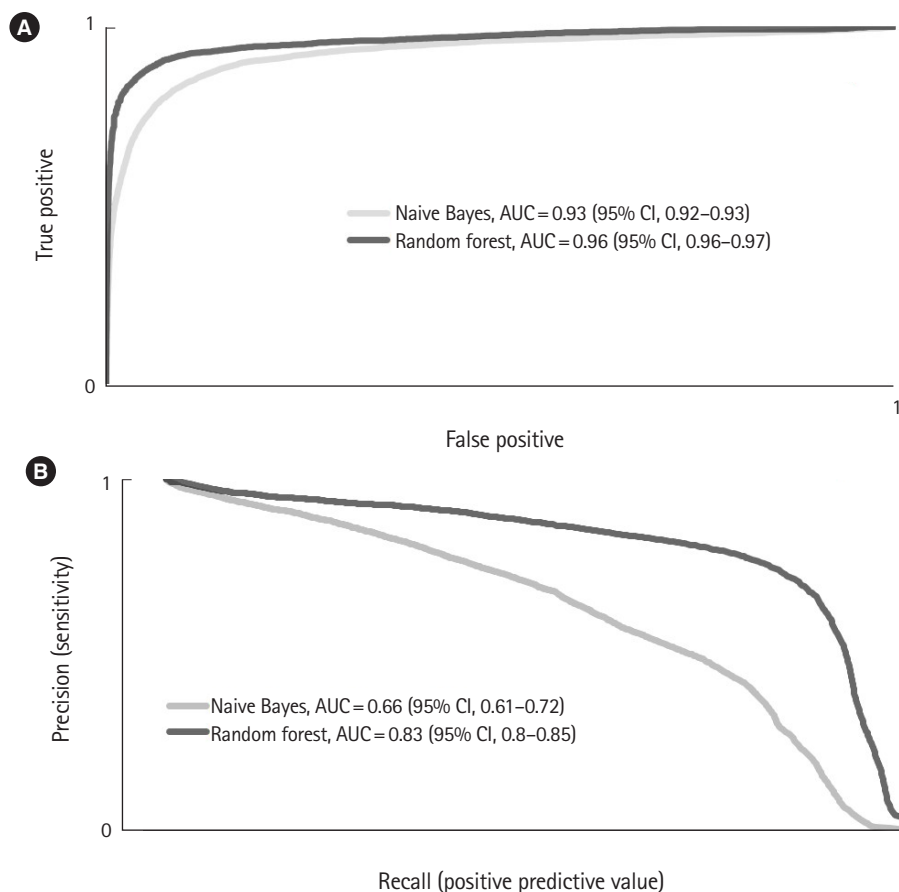 A
1
True positive
Naive Bayes, AUC = 0.93 (95% CI, 0.92–0.93)
Random forest, AUC = 0.96 (95% CI, 0.96–0.97)
0
1
False positive
B
1
Precision (sensitivity)
Naive Bayes, AUC = 0.66 (95% CI, 0.61–0.72)
Random forest, AUC = 0.83 (95% CI, 0.8–0.85)
0
Recall (positive predictive value)